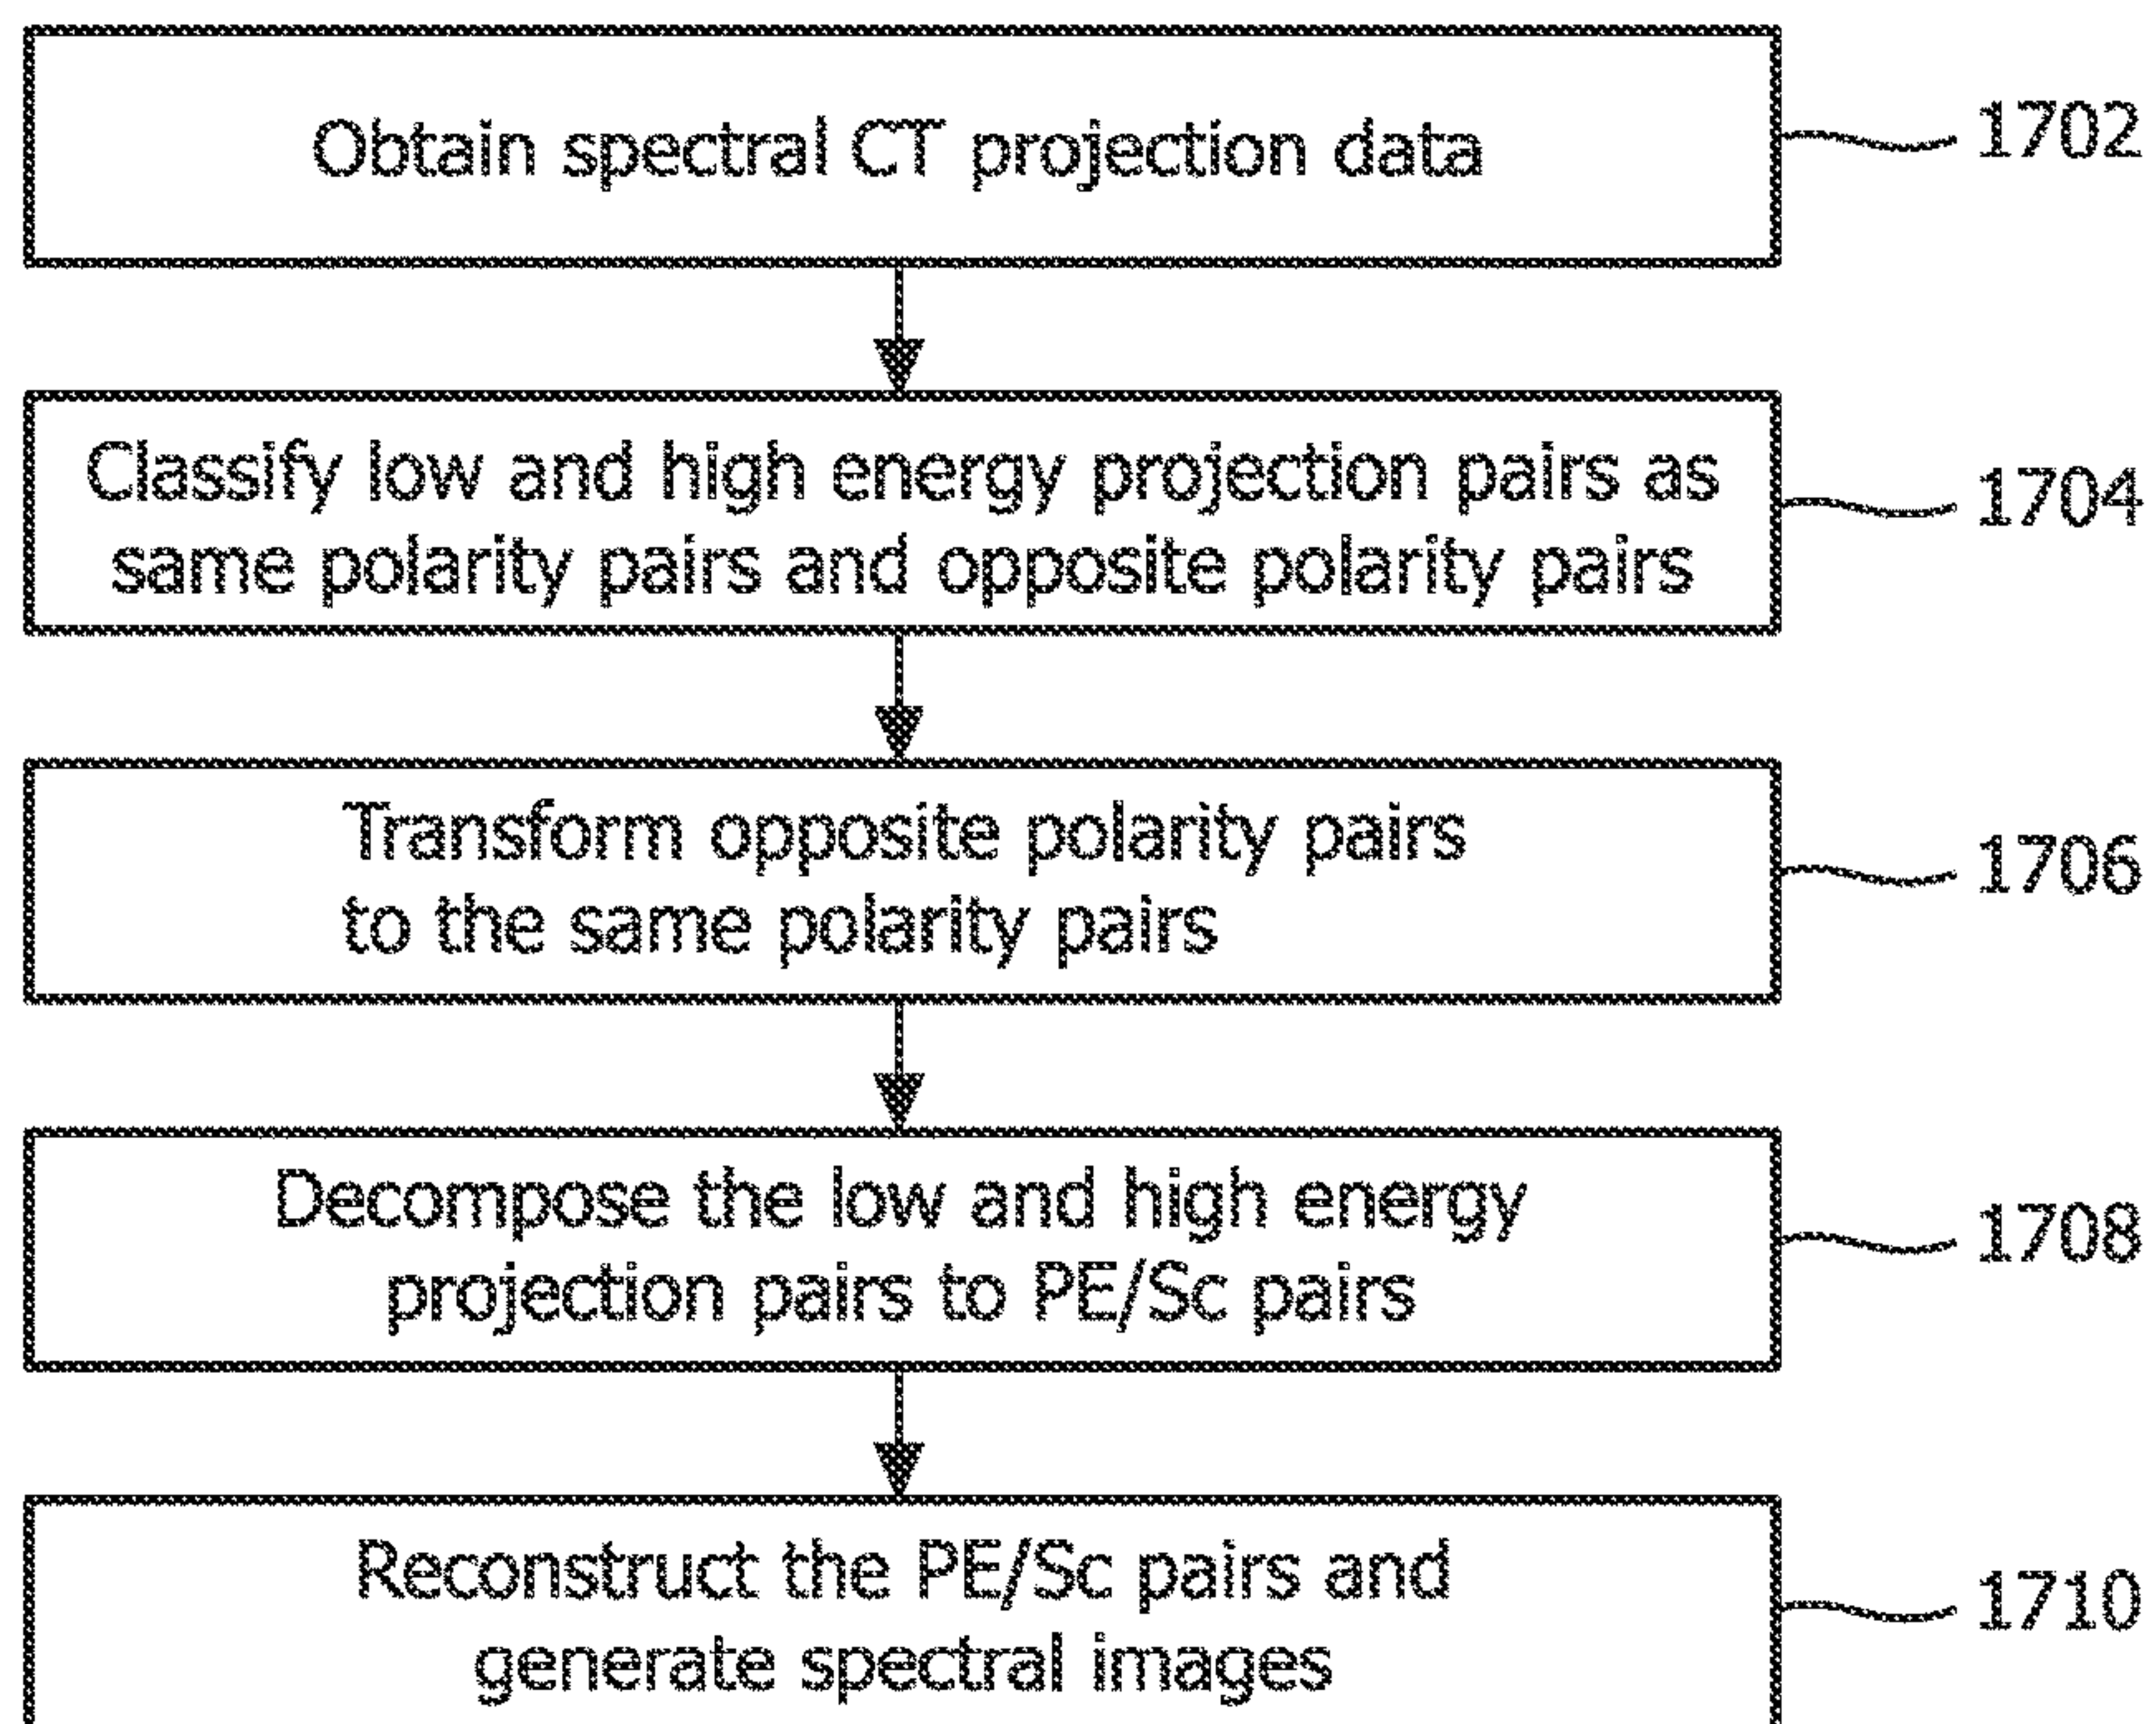 Obtain spectral CT projection data
1702
Classify low and high energy projection pairs as
same polarity pairs and opposite polarity pairs
1704
Transform opposite polarity pairs
to the same polarity pairs
1706
Decompose the low and high energy
projection pairs to PE/Sc pairs
1708
Reconstruct the PE/Sc pairs and
generate spectral images
1710